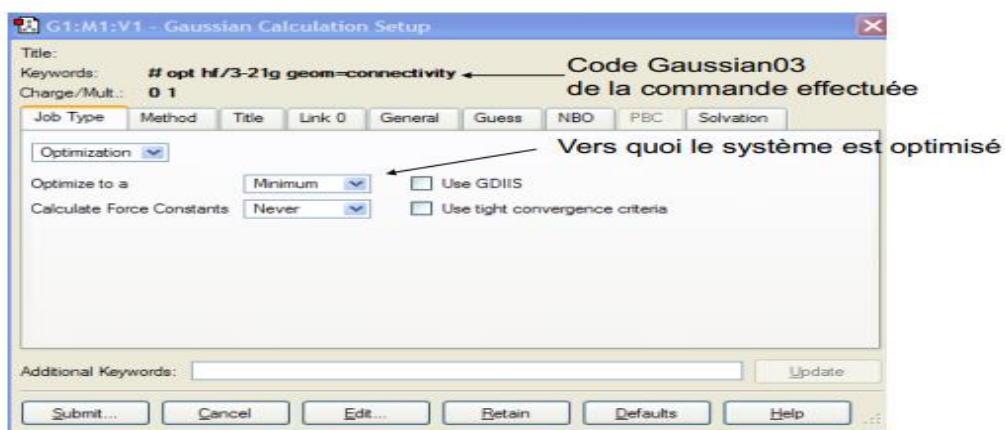 G1:M1:V1 - Gaussian Calculation Setup
Title:
Keywords: # opt hf/3-21g geom=connectivity
Code Gaussian03
de la commande effectuée
Charge/Mult.: 0 1
Job Type Method Title Link 0 General Guess NBO PBC Solvation
Optimization
Vers quoi le système est optimisé
Optimize to a Minimum Use GDIIS
Calculate Force Constants Never Use tight convergence criteria
Additional Keywords: Update
Submit... Cancel Edit... Retain Defaults Help